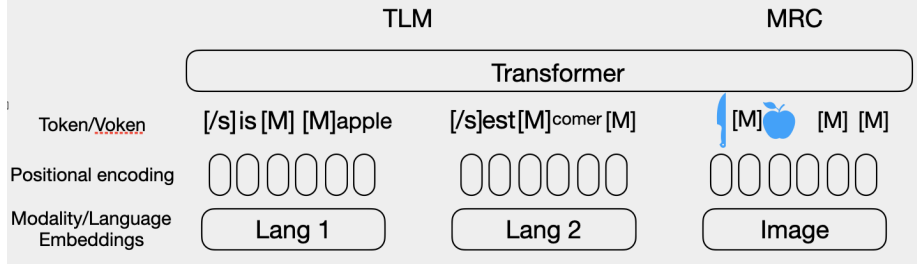 TLM MRC
Transformer
Token/Voken [/s] is [M] [M] apple [/s] est [M] comer [M] [M] [M] [M]
Positional encoding
Modality/Language
Embeddings
Lang 1 Lang 2 Image